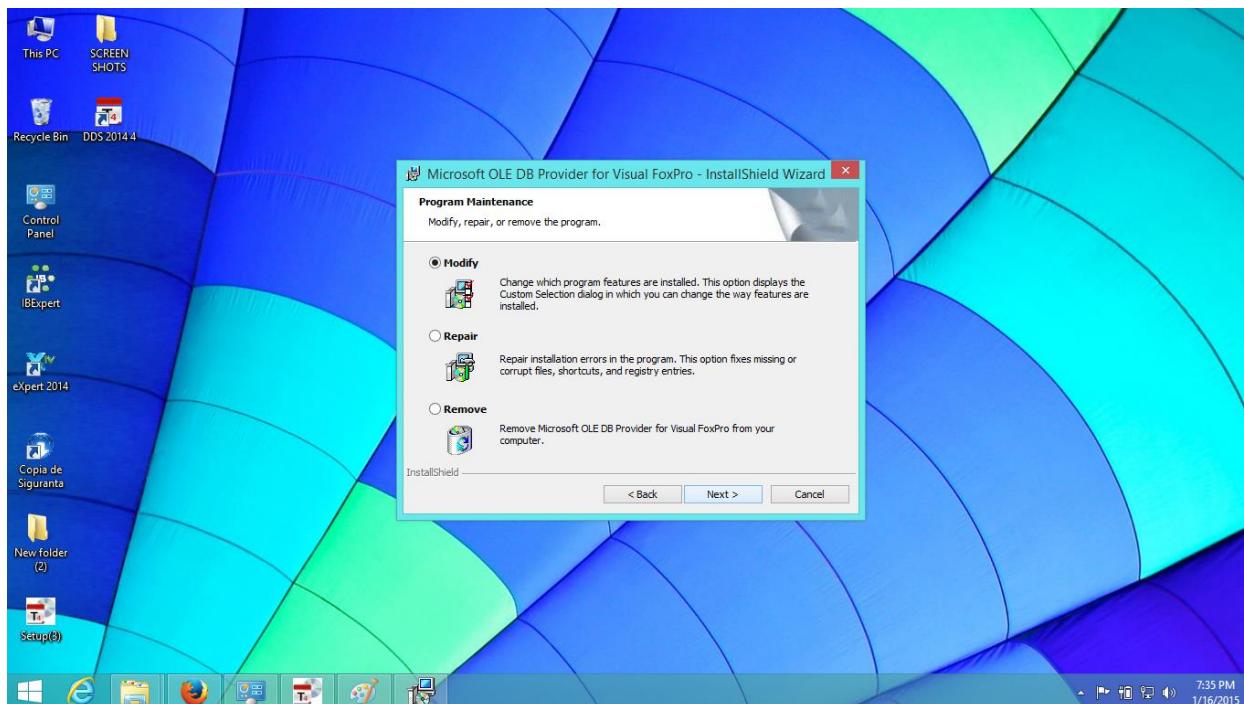 This PC
SCREEN
SHOTS
Recycle Bin
DDS 2014 4
Control
Panel
IBExpert
eXpert 2014
Copia de
Siguranta
New folder
(2)
Setup(3)
Microsoft OLE DB Provider for Visual FoxPro - InstallShield Wizard
Program Maintenance
Modify, repair, or remove the program.
Modify
Change which program features are installed. This option displays the
Custom Selection dialog in which you can change the way features are
installed.
Repair
Repair installation errors in the program. This option fixes missing or
corrupt files, shortcuts, and registry entries.
Remove
Remove Microsoft OLE DB Provider for Visual FoxPro from your
computer.
InstallShield
< Back Next > Cancel
7:35 PM
1/16/2015